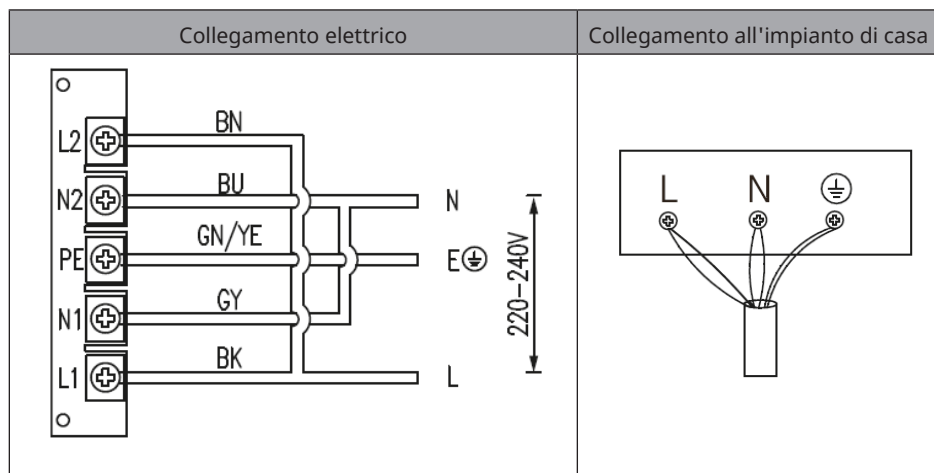 Collegamento elettrico
Collegamento all'impianto di casa
L2
BN
N2
BU
N
PE
GN/YE
E
N1
GY
L1
BK
L
220-240V
L N